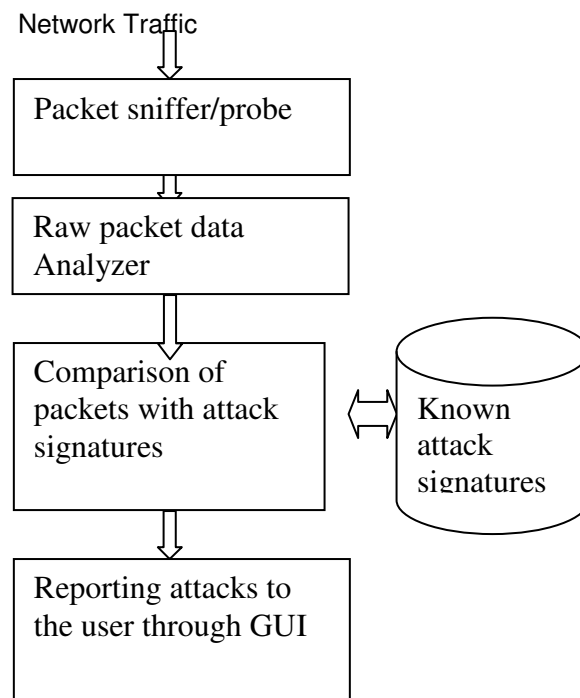 Network Traffic
Packet sniffer/probe
Raw packet data
Analyzer
Comparison of
packets with attack
signatures
Known
attack
signatures
Reporting attacks to
the user through GUI